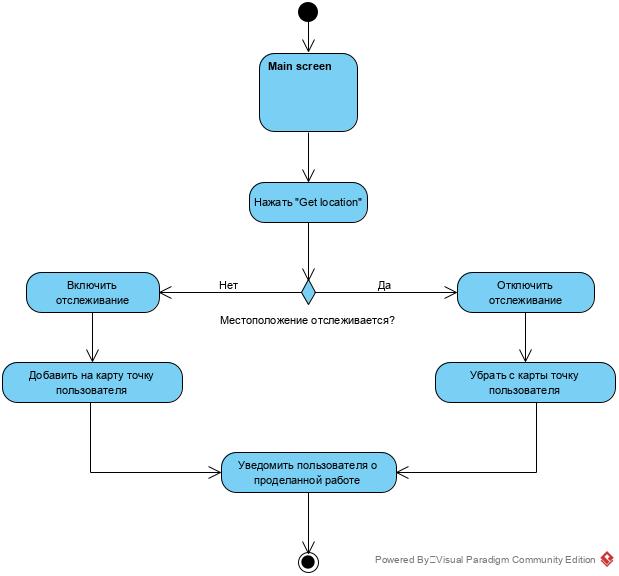 Main screen
Нажать "Get location"
Нет
Да
Включить
отслеживание
Отключить
отслеживание
Местоположение отслеживается?
Добавить на карту точку
пользователя
Убрать с карты точку
пользователя
Уведомить пользователя о
проделанной работе
Powered By Visual Paradigm Community Edition